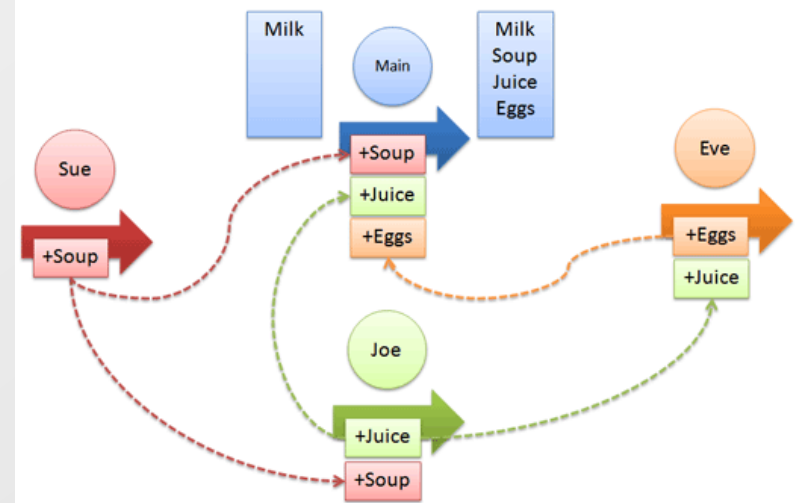 Milk
Main
Milk
Soup
Juice
Eggs
Sue
+Soup
+Soup
+Juice
+Eggs
Eve
+Eggs
+Juice
Joe
+Juice
+Soup